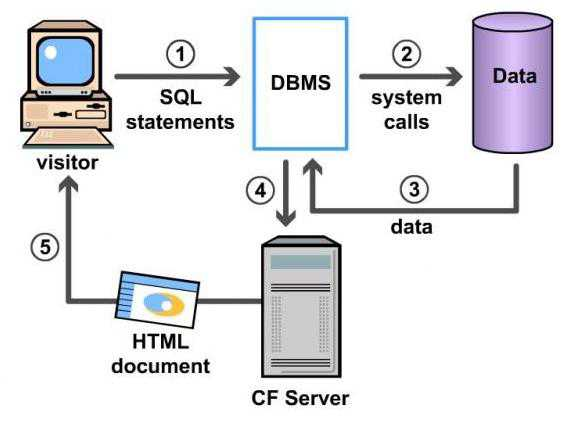 1
SQL
statements
DBMS
2
system
calls
Data
visitor
4
3
data
5
HTML
document
CF Server